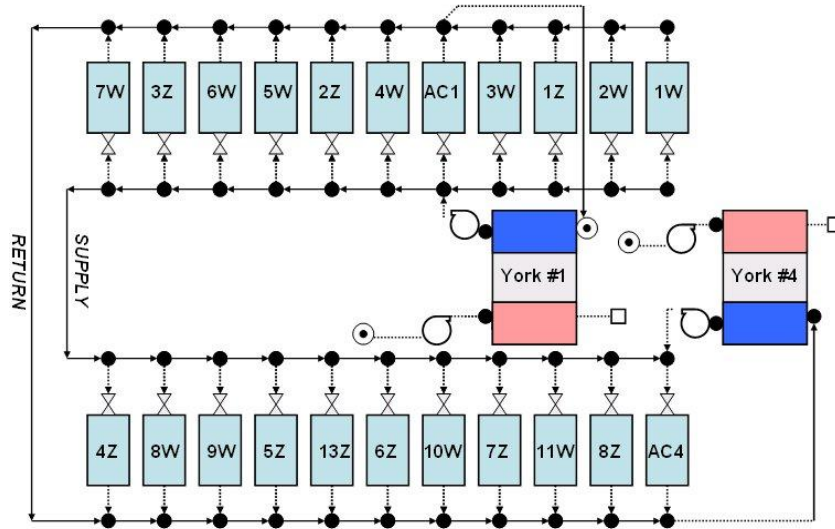 7W 3Z 6W 5W 2Z 4W AC1 3W 1Z 2W 1W
RETURN
SUPPLY
York #1
York #4
4Z 8W 9W 5Z 13Z 6Z 10W 7Z 11W 8Z AC4